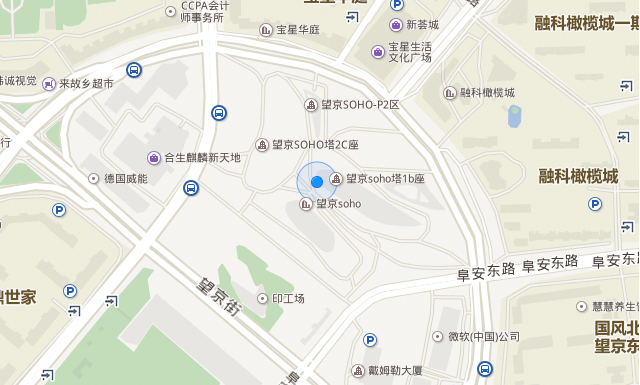 CCPA会计
师事务所
宝星华庭
新荟城
融科橄榄城一期
宝星生活
文化广场
韩诚视觉
来故乡超市
融科橄榄城
望京SOHO-P2区
望京SOHO塔2C座
合生麒麟新天地
德国威能
望京soho塔1b座
融科橄榄城
望京soho
阜安东路
阜安东路
阜安东路
望京街
印工场
鼎世家
慧慧养生
国风北
望京东
微软(中国)公司
戴姆勒大厦
阜